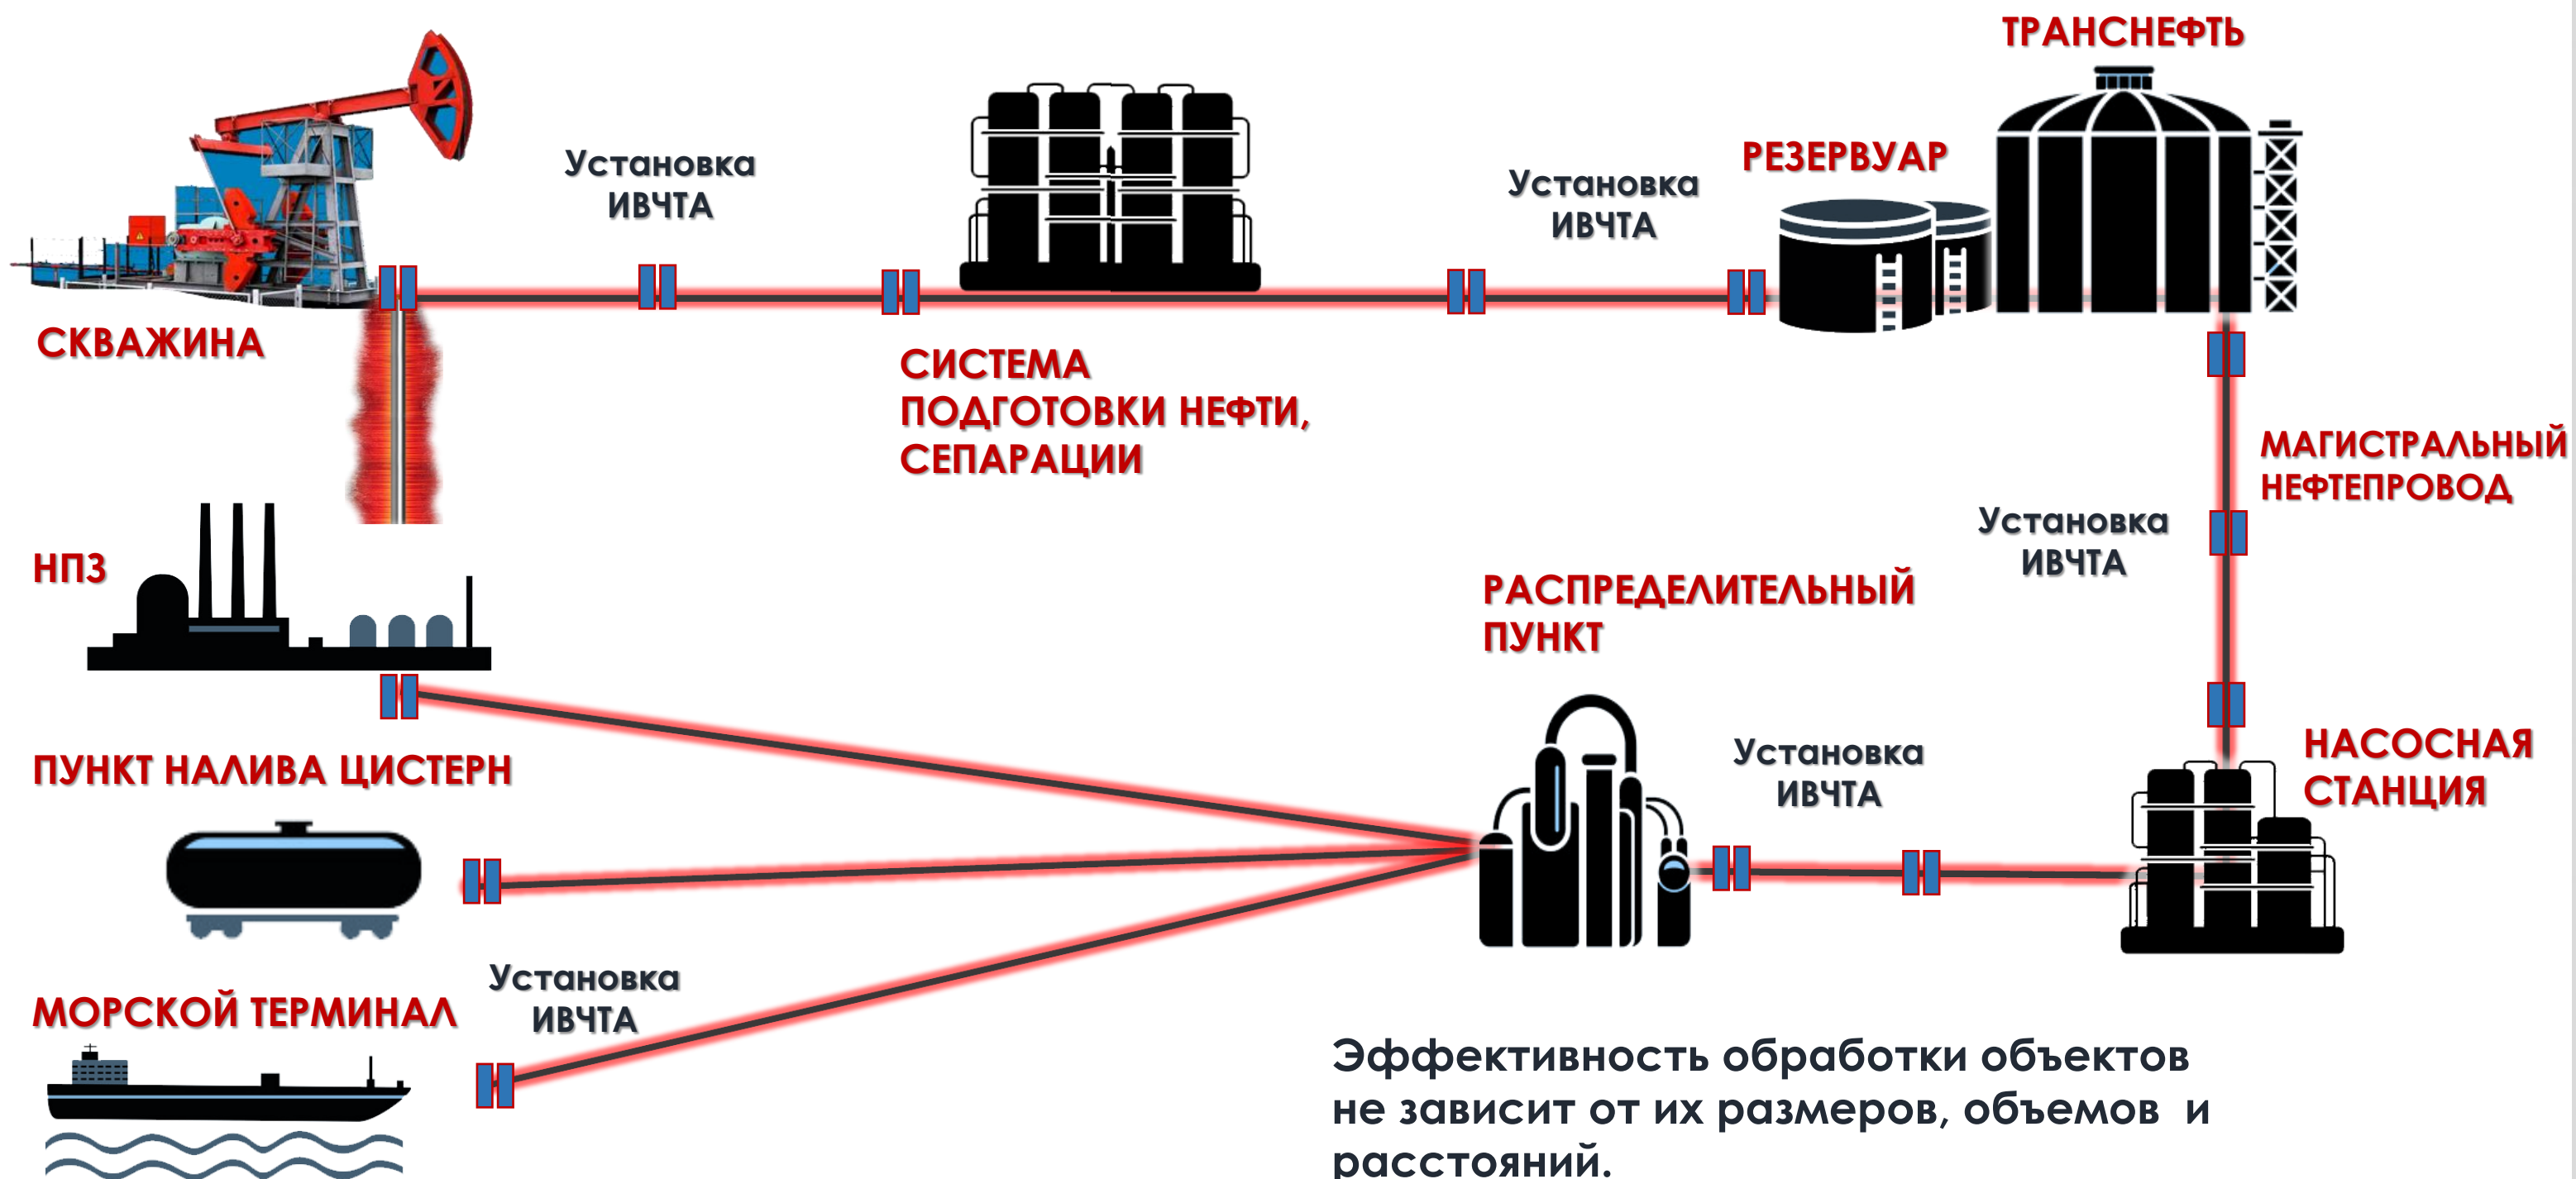 ТРАНСНЕФТЬ
РЕЗЕРВУАР
Установка
ИВЧТА
Установка
ИВЧТА
СКВАЖИНА
СИСТЕМА
ПОДГОТОВКИ НЕФТИ,
СЕПАРАЦИИ
МАГИСТРАЛЬНЫЙ
НЕФТЕПРОВОД
Установка
ИВЧТА
НПЗ
РАСПРЕДЕЛИТЕЛЬНЫЙ
ПУНКТ
Установка
ИВЧТА
НАСОСНАЯ
СТАНЦИЯ
ПУНКТ НАЛИВА ЦИСТЕРН
Установка
ИВЧТА
МОРСКОЙ ТЕРМИНАЛ
Эффективность обработки объектов
не зависит от их размеров, объемов и
расстояний.